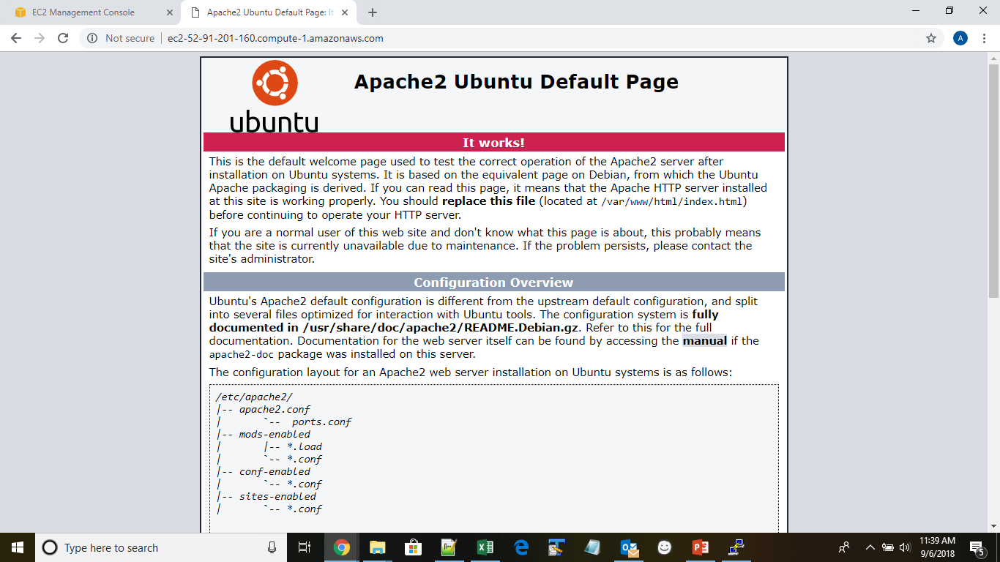 EC2 Management Console
Apache2 Ubuntu Default Page: It
Not secure
ec2-52-91-201-160.compute-1.amazonaws.com
A
ubuntu
Apache2 Ubuntu Default Page
It works!
This is the default welcome page used to test the correct operation of the Apache2 server after
installation on Ubuntu systems. It is based on the equivalent page on Debian, from which the Ubuntu
Apache packaging is derived. If you can read this page, it means that the Apache HTTP server installed
at this site is working properly. You should replace this file (located at /var/www/html/index.html)
before continuing to operate your HTTP server.
If you are a normal user of this web site and don't know what this page is about, this probably means
that the site is currently unavailable due to maintenance. If the problem persists, please contact the
site's administrator.
Configuration Overview
Ubuntu's Apache2 default configuration is different from the upstream default configuration, and split
into several files optimized for interaction with Ubuntu tools. The configuration system is fully
documented in /usr/share/doc/apache2/README.Debian.gz. Refer to this for the full
documentation. Documentation for the web server itself can be found by accessing the manual if the
apache2-doc package was installed on this server.
The configuration layout for an Apache2 web server installation on Ubuntu systems is as follows:
/etc/apache2/
|-- apache2.conf
|       `--  ports.conf
|-- mods-enabled
|       |-- *.load
|       `-- *.conf
|-- conf-enabled
|       `-- *.conf
|-- sites-enabled
|       `-- *.conf
Type here to search
11:39 AM
9/6/2018
5